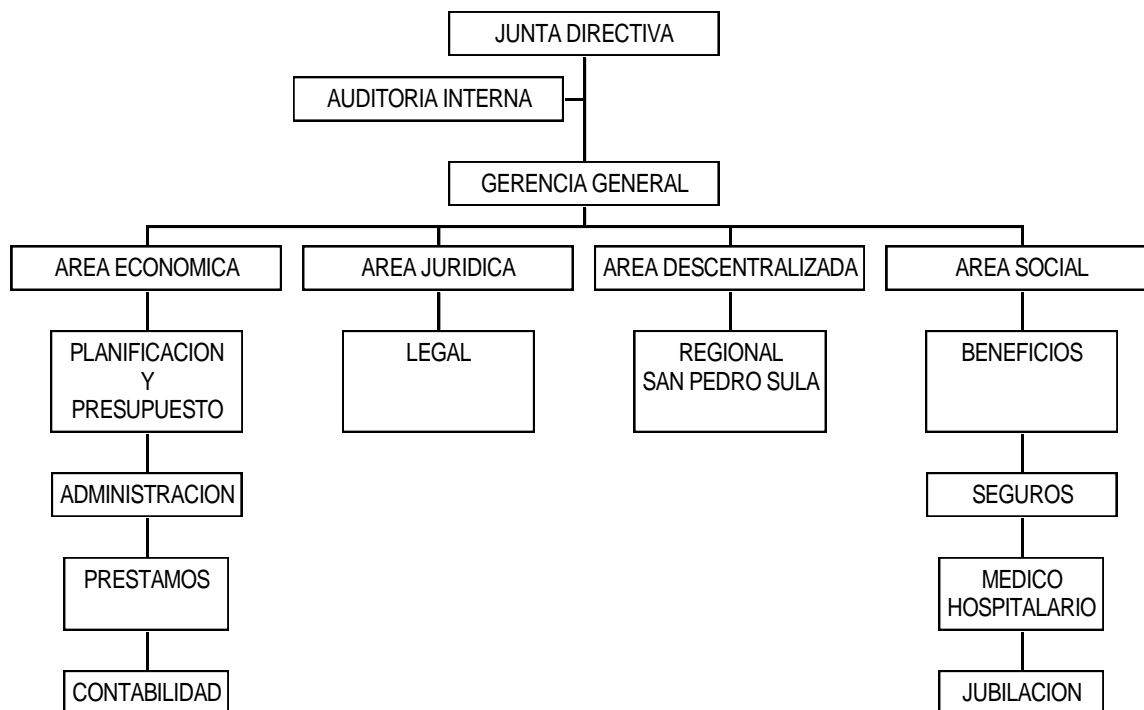 JUNTA DIRECTIVA
AUDITORIA INTERNA
GERENCIA GENERAL
AREA ECONOMICA
AREA JURIDICA
AREA DESCENTRALIZADA
AREA SOCIAL
PLANIFICACION
Y
PRESUPUESTO
LEGAL
REGIONAL
SAN PEDRO SULA
BENEFICIOS
ADMINISTRACION
SEGUROS
PRESTAMOS
MEDICO
HOSPITALARIO
CONTABILIDAD
JUBILACION